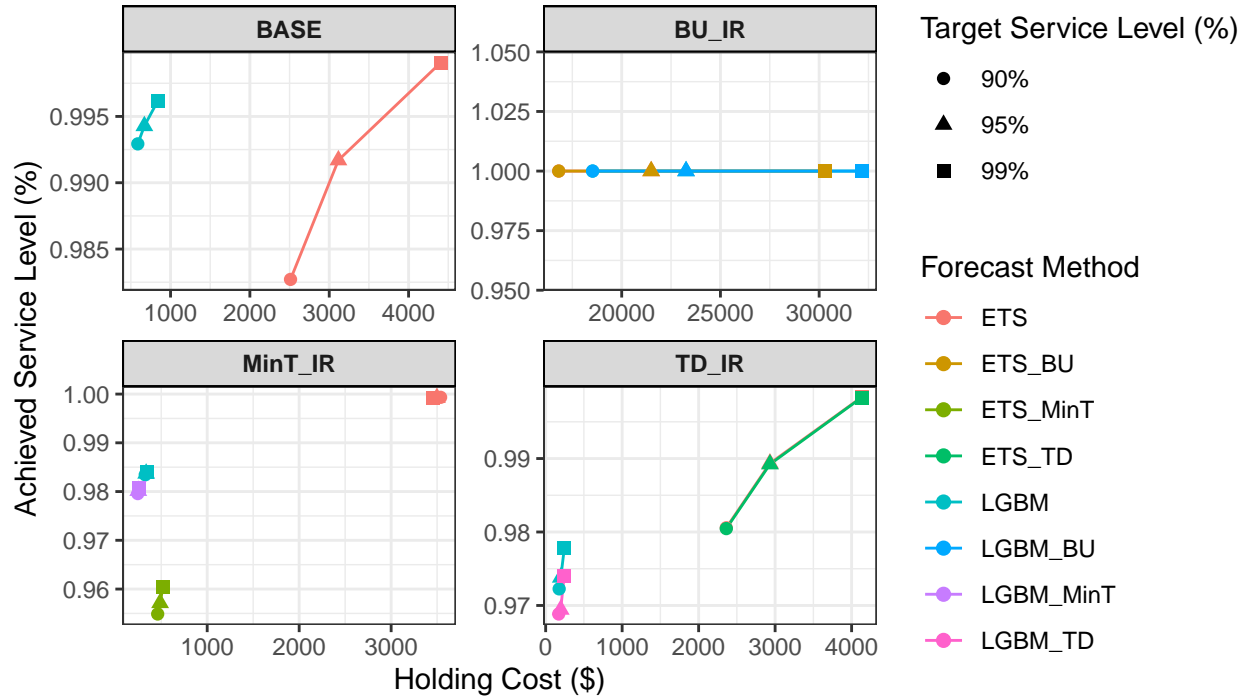 BASE
BU_IR
0.995
0.990
0.985
1000 2000 3000 4000
1.050
1.025
1.000
0.975
0.950
20000 25000 30000
MinT_IR
TD_IR
1.00
0.99
0.98
0.97
0.96
1000 2000 3000
0.99
0.98
0.97
0 1000 2000 3000 4000
Achieved Service Level (%)
Holding Cost ($)
Target Service Level (%)
90%
95%
99%
Forecast Method
ETS
ETS_BU
ETS_MinT
ETS_TD
LGBM
LGBM_BU
LGBM_MinT
LGBM_TD